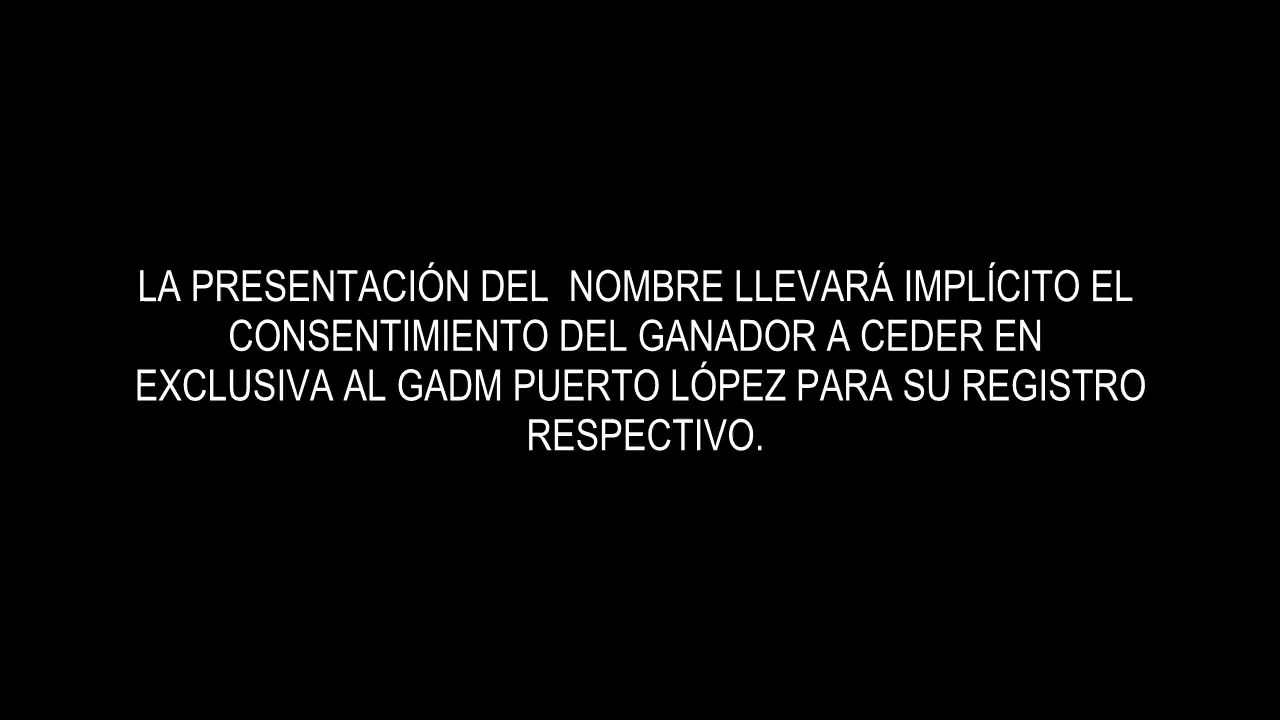 LA PRESENTACIÓN DEL  NOMBRE LLEVARÁ IMPLÍCITO EL
CONSENTIMIENTO DEL GANADOR A CEDER EN
EXCLUSIVA AL GADM PUERTO LÓPEZ PARA SU REGISTRO
RESPECTIVO.